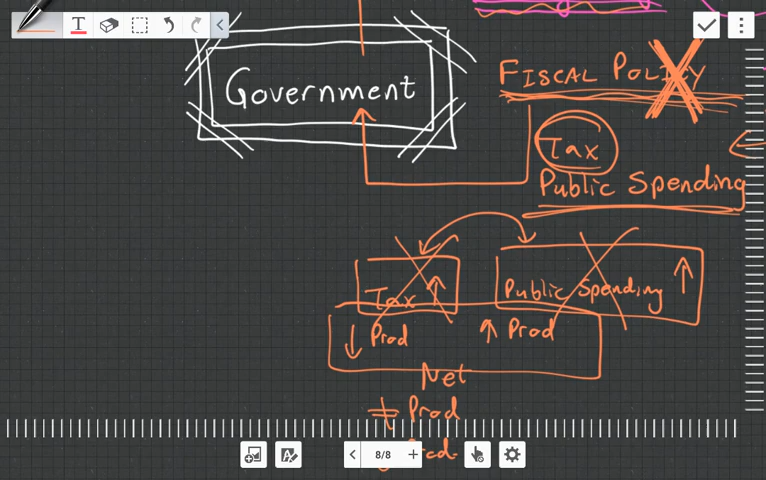 T
Government
FISCAL POLICY
Tax
Public Spending
Tax ↑
Public Spending ↑
↓ Prod
↑ Prod
Net
≠ Prod
8/8